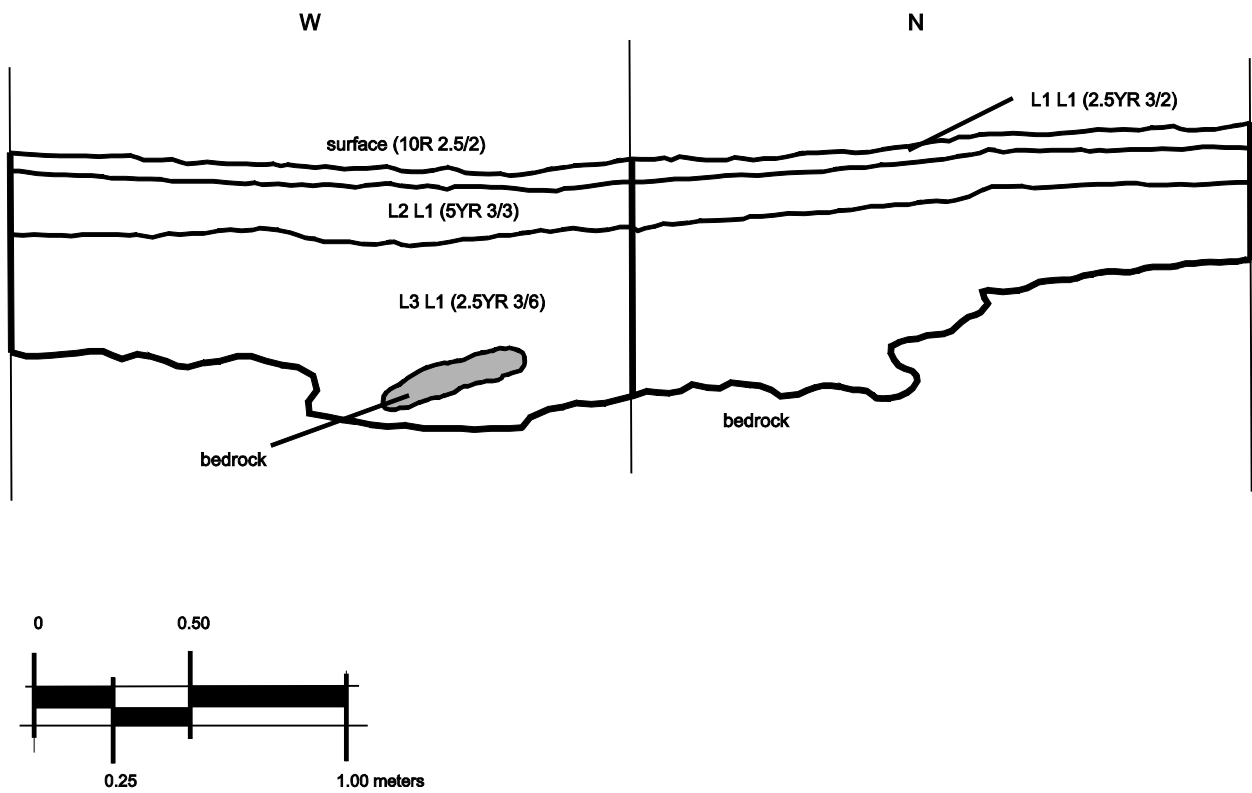 W
N
L1 L1 (2.5YR 3/2)
surface (10R 2.5/2)
L2 L1 (5YR 3/3)
L3 L1 (2.5YR 3/6)
bedrock
bedrock
0
0.50
0.25
1.00 meters